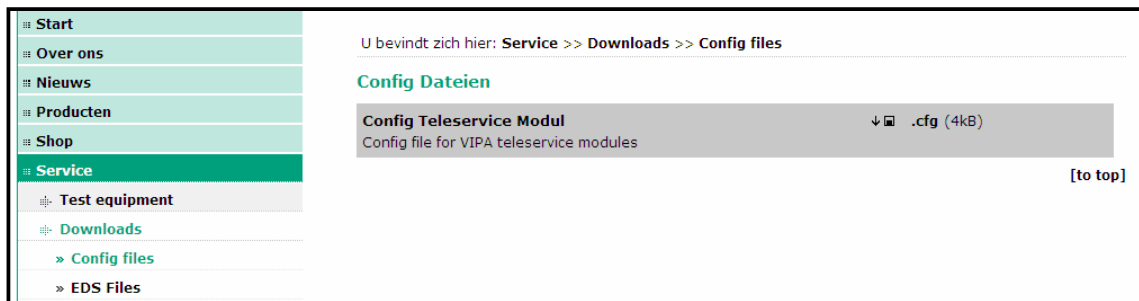 Start
Over ons
Nieuws
Producten
Shop
Service
Test equipment
Downloads
» Config files
» EDS Files
U bevindt zich hier: Service >> Downloads >> Config files
Config Dateien
Config Teleservice Modul .cfg (4kB)
Config file for VIPA teleservice modules
[to top]